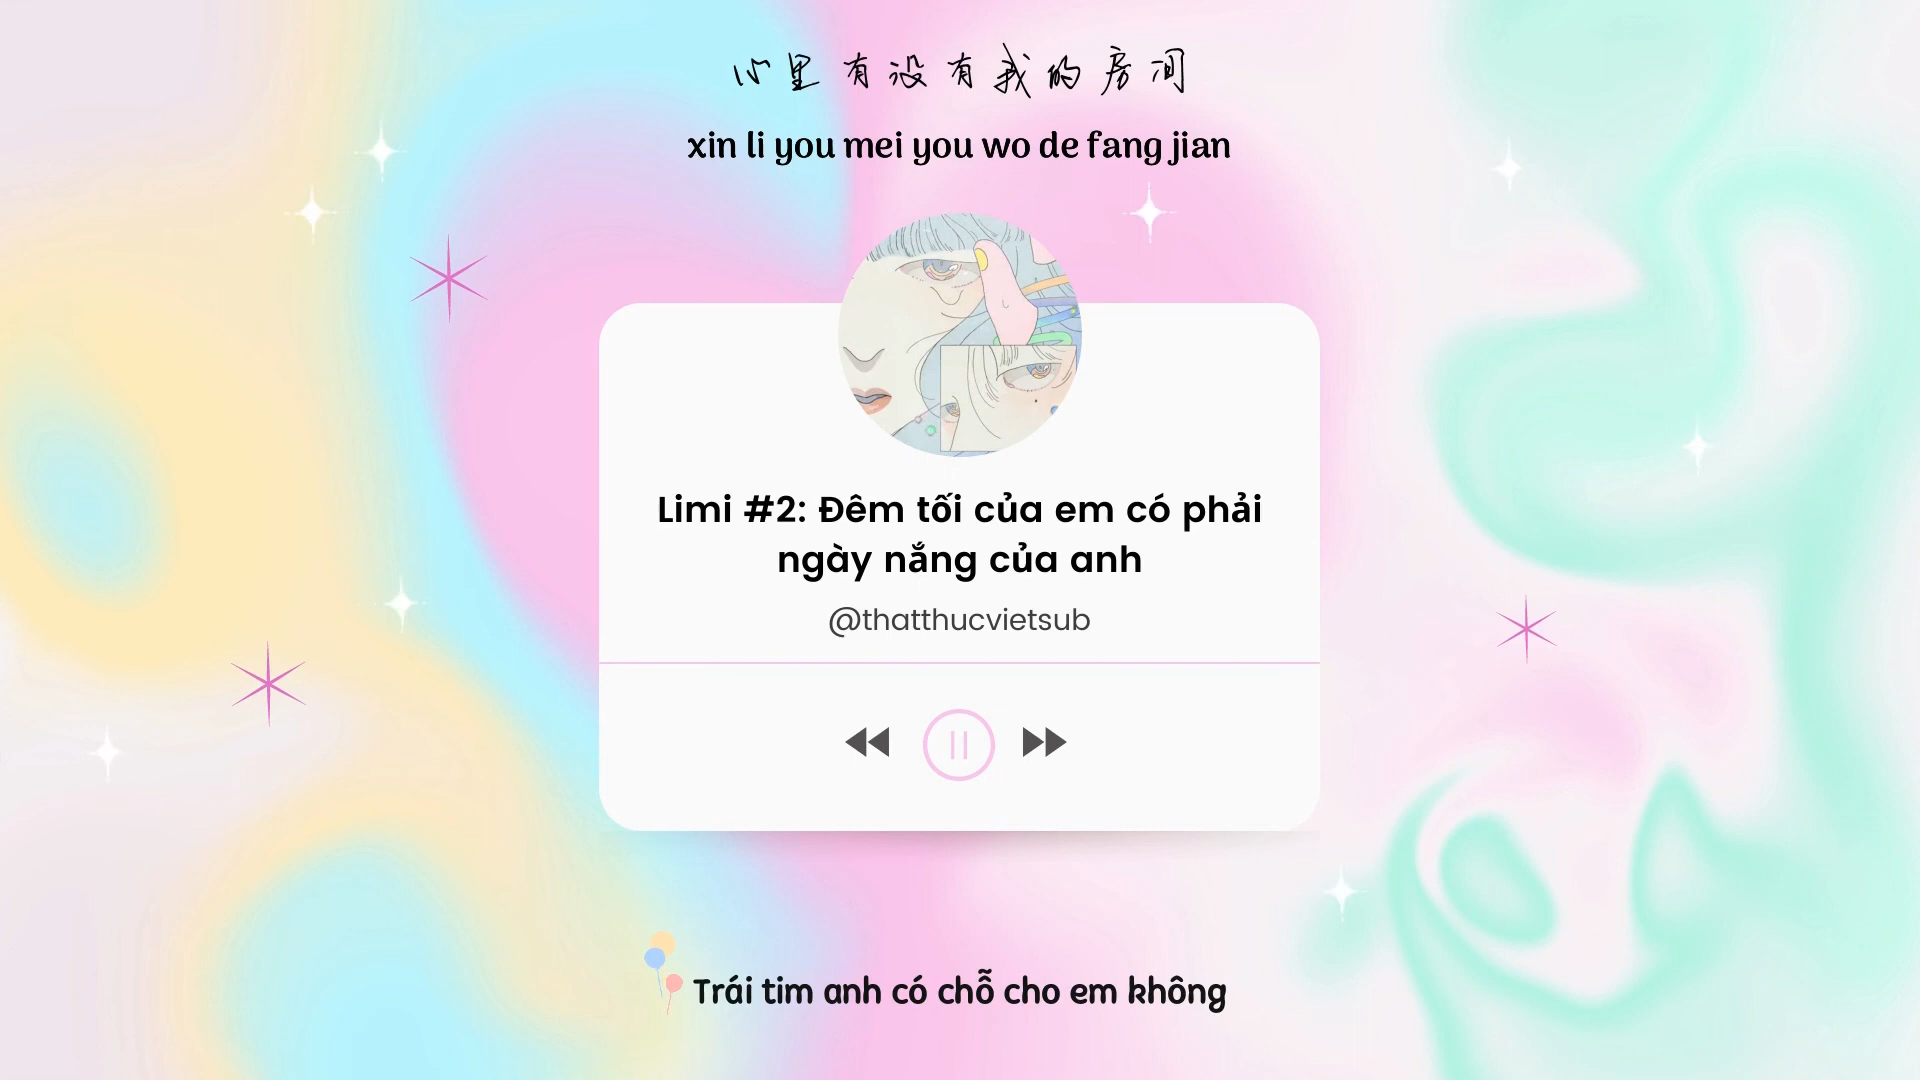 心里有没有我的房间
xin li you mei you wo de fang jian
Limi #2: Đêm tối của em có phải
ngày nắng của anh
@thatthucvietsub
Trái tim anh có chỗ cho em không